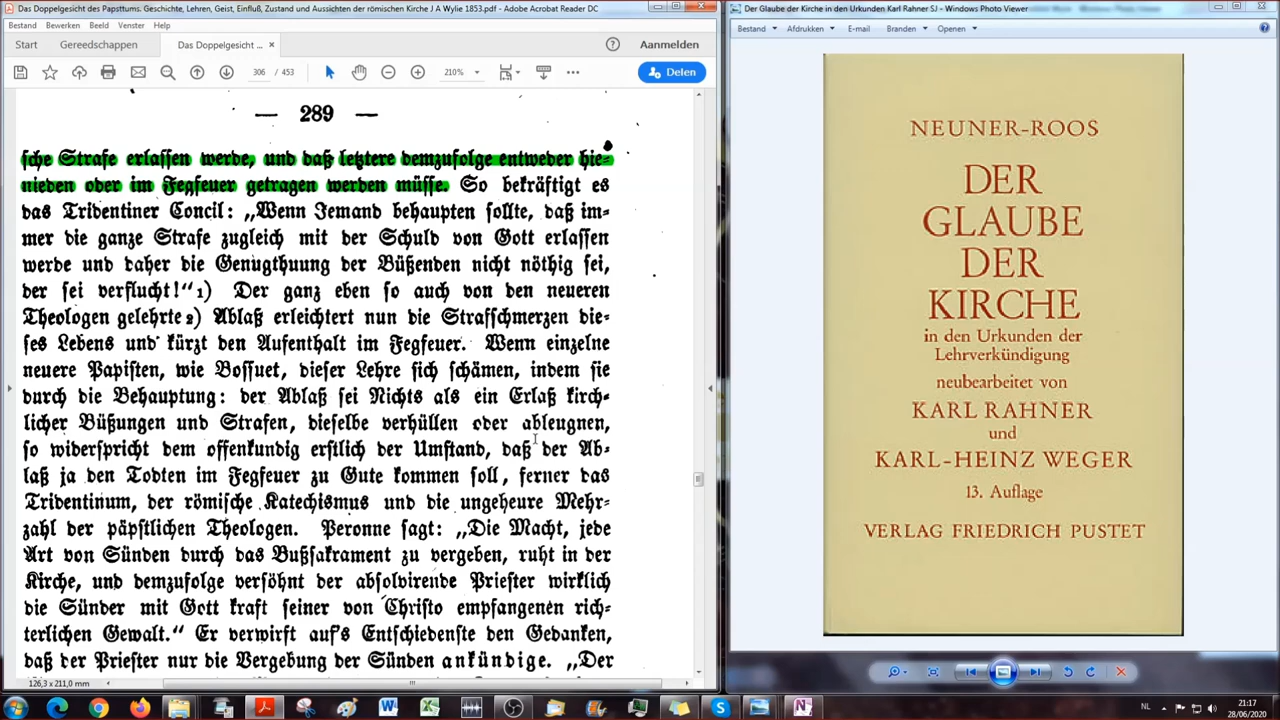 Das Doppelgesicht des Papsttums. Geschichte, Lehren, Geist, Einfluß, Zustand und Aussichten der römischen Kirche J A Wylie 1853.pdf - Adobe Acrobat Reader DC
Bestand Bewerken Beeld Venster Help
Start Gereedschappen Das Doppelgesicht ... Aanmelden
306 / 453 210% Delen
— 289 —
sche Strafe erlassen werde, und daß letztere demzufolge entweder hie-
nieden oder im Fegfeuer getragen werden müsse. So bekräftigt es
das Tridentiner Concil: „Wenn Jemand behaupten sollte, daß im-
mer die ganze Strafe zugleich mit der Schuld von Gott erlassen
werde und daher die Genugthuung der Büßenden nicht nöthig sei,
der sei verflucht!“1) Der ganz eben so auch von den neueren
Theologen gelehrte2) Ablaß erleichtert nun die Strafschmerzen die-
ses Lebens und kürzt den Aufenthalt im Fegfeuer. Wenn einzelne
neuere Papisten, wie Bossuet, dieser Lehre sich schämen, indem sie
durch die Behauptung: der Ablaß sei Nichts als ein Erlaß kirch-
licher Büßungen und Strafen, dieselbe verhüllen oder ableugnen,
so widerspricht dem offenkundig erstlich der Umstand, daß der Ab-
laß ja den Todten im Fegfeuer zu Gute kommen soll, ferner das
Tridentinum, der römische Katechismus und die ungeheure Mehr-
zahl der päpstlichen Theologen. Peronne sagt: „Die Macht, jede
Art von Sünden durch das Bußsakrament zu vergeben, ruht in der
Kirche, und demzufolge versöhnt der absolvirende Priester wirklich
die Sünder mit Gott kraft seiner von Christo empfangenen rich-
terlichen Gewalt.“ Er verwirft auf's Entschiedenste den Gedanken,
daß der Priester nur die Vergebung der Sünden ankündige. „Der
126,3 x 211,0 mm
Der Glaube der Kirche in den Urkunden Karl Rahner SJ - Windows Photo Viewer
Bestand Afdrukken E-mail Branden Openen
NEUNER-ROOS
DER
GLAUBE
DER
KIRCHE
in den Urkunden der
Lehrverkündigung
neubearbeitet von
KARL RAHNER
und
KARL-HEINZ WEGER
13. Auflage
VERLAG FRIEDRICH PUSTET
NL
21:17
28/06/2020